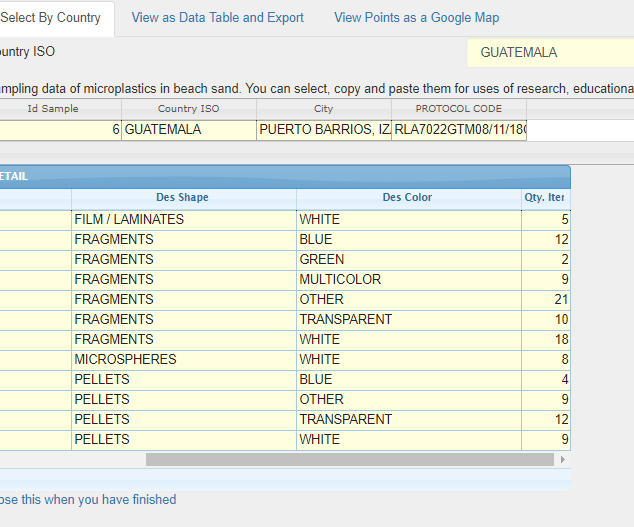 Select By Country View as Data Table and Export View Points as a Google Map
ountry ISO GUATEMALA
mpling data of microplastics in beach sand. You can select, copy and paste them for uses of research, educationa
Id Sample Country ISO City PROTOCOL CODE
6 GUATEMALA PUERTO BARRIOS, IZ RLA7022GTM08/11/180
ETAIL
Des Shape Des Color Qty. Iter
FILM / LAMINATES WHITE 5
FRAGMENTS BLUE 12
FRAGMENTS GREEN 2
FRAGMENTS MULTICOLOR 9
FRAGMENTS OTHER 21
FRAGMENTS TRANSPARENT 10
FRAGMENTS WHITE 18
MICROSPHERES WHITE 8
PELLETS BLUE 4
PELLETS OTHER 9
PELLETS TRANSPARENT 12
PELLETS WHITE 9
ose this when you have finished